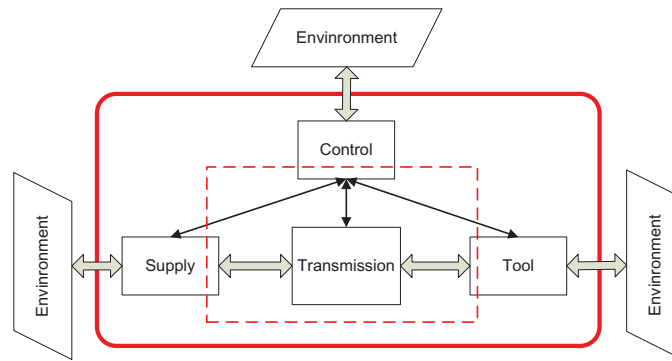 Envinronment
Control
Envinronment
Supply
Transmission
Tool
Envinronment